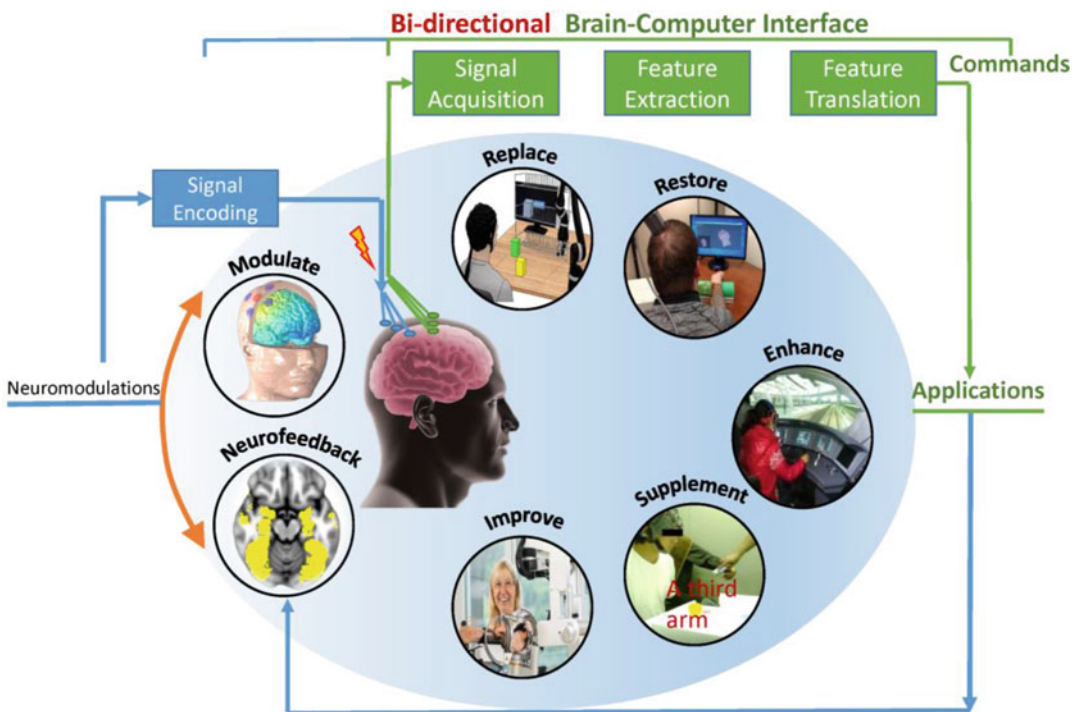 Bi-directional Brain-Computer Interface
Signal
Acquisition
Feature
Extraction
Feature
Translation
Commands
Signal
Encoding
Replace
Restore
Modulate
Enhance
Neuromodulations
Applications
Neurofeedback
Supplement
Improve
A third
arm